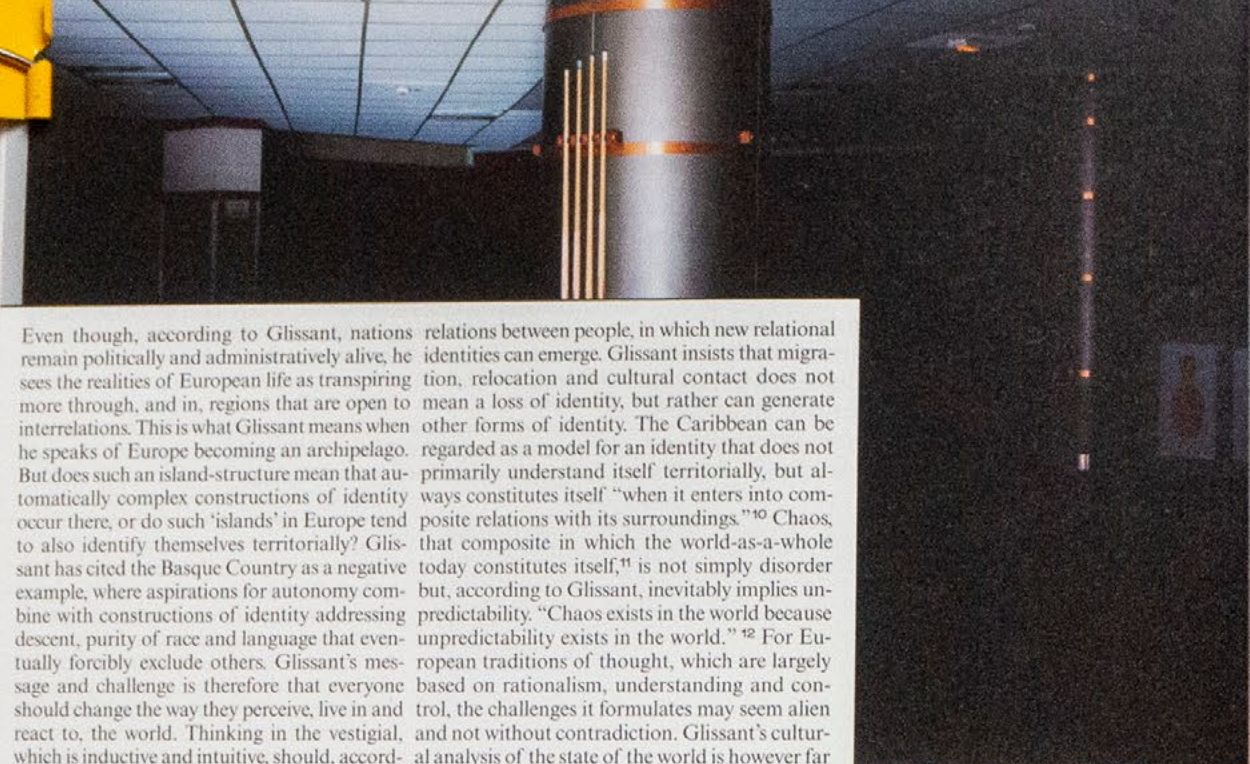 Even though, according to Glissant, nations
remain politically and administratively alive, he
sees the realities of European life as transpiring
more through, and in, regions that are open to
interrelations. This is what Glissant means when
he speaks of Europe becoming an archipelago.
But does such an island-structure mean that au-
tomatically complex constructions of identity
occur there, or do such ‘islands’ in Europe tend
to also identify themselves territorially? Glis-
sant has cited the Basque Country as a negative
example, where aspirations for autonomy com-
bine with constructions of identity addressing
descent, purity of race and language that even-
tually forcibly exclude others. Glissant’s mes-
sage and challenge is therefore that everyone
should change the way they perceive, live in and
react to, the world. Thinking in the vestigial,
which is inductive and intuitive, should, accord-
relations between people, in which new relational
identities can emerge. Glissant insists that migra-
tion, relocation and cultural contact does not
mean a loss of identity, but rather can generate
other forms of identity. The Caribbean can be
regarded as a model for an identity that does not
primarily understand itself territorially, but al-
ways constitutes itself “when it enters into com-
posite relations with its surroundings.”¹⁰ Chaos,
that composite in which the world-as-a-whole
today constitutes itself,¹¹ is not simply disorder
but, according to Glissant, inevitably implies un-
predictability. “Chaos exists in the world because
unpredictability exists in the world.” ¹² For Eu-
ropean traditions of thought, which are largely
based on rationalism, understanding and con-
trol, the challenges it formulates may seem alien
and not without contradiction. Glissant’s cultur-
al analysis of the state of the world is however far